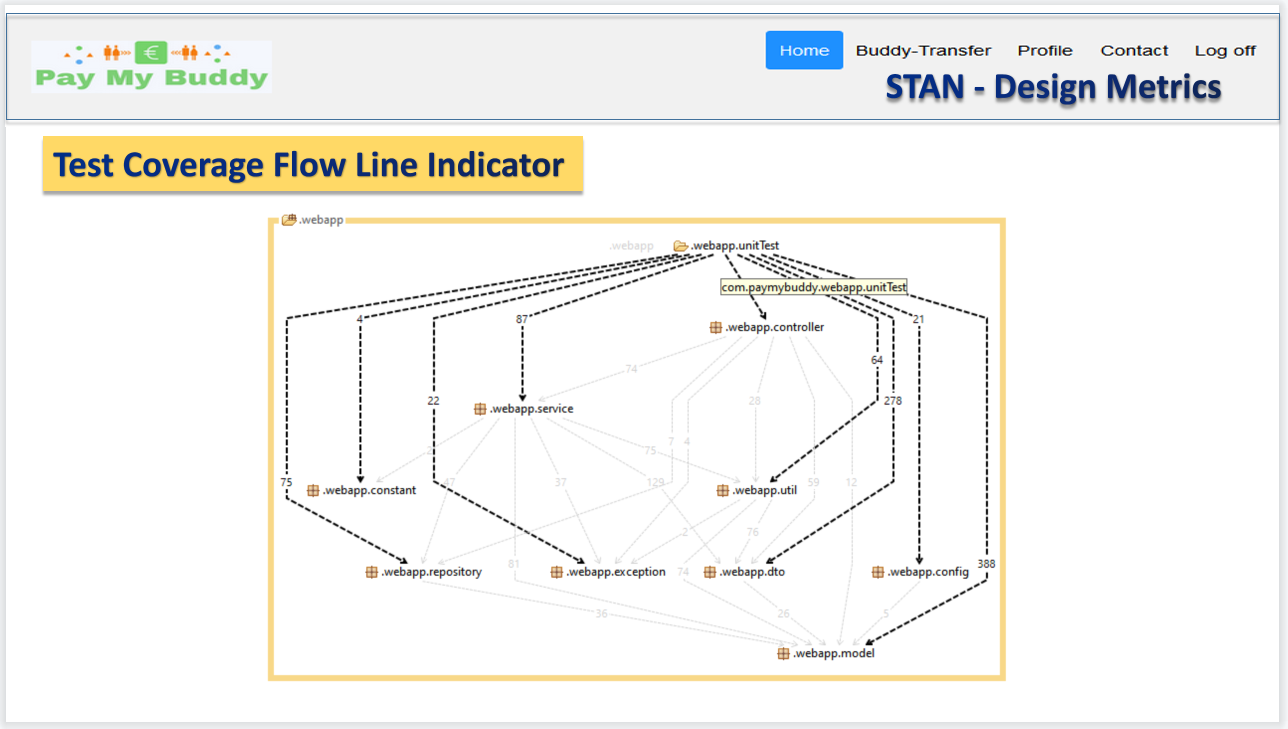 Pay My Buddy
Home Buddy-Transfer Profile Contact Log off
STAN - Design Metrics
Test Coverage Flow Line Indicator
.webapp
.webapp .webapp.unitTest
com.paymybuddy.webapp.unitTest
4 87 21
.webapp.controller
64
74
22 28 278
.webapp.service
7 4
75
75 47 37 129 59 12
.webapp.constant .webapp.util
2 76
81 388
.webapp.repository .webapp.exception 74 .webapp.dto .webapp.config
36 26 5
.webapp.model